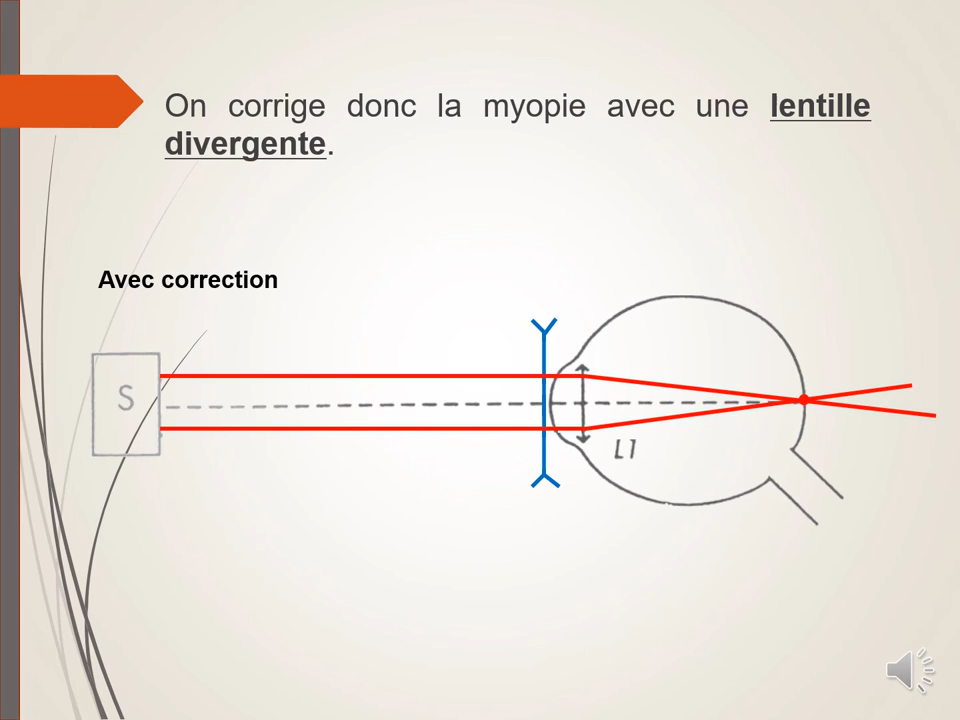 On corrige donc la myopie avec une lentille
divergente.
Avec correction
S
L1